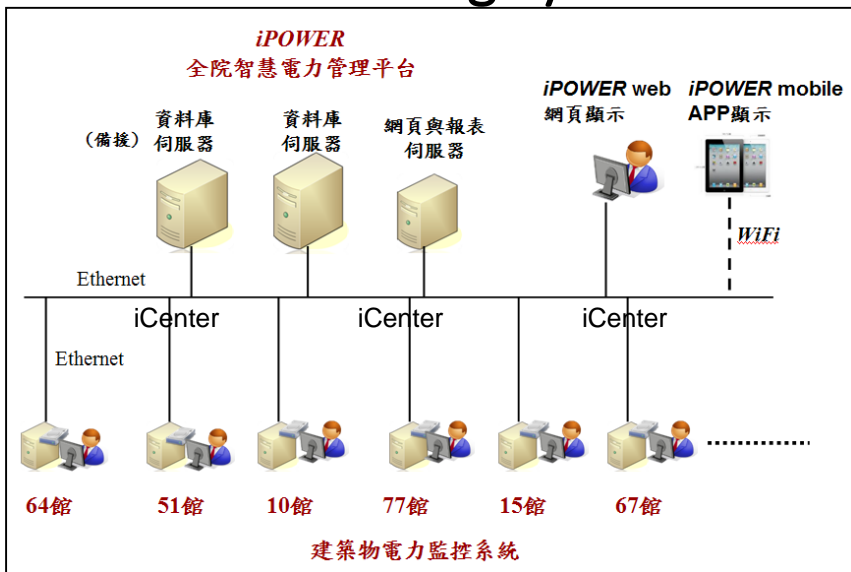 iPOWER
全院智慧電力管理平台
iPOWER web
網頁顯示
iPOWER mobile
APP顯示
(備援)
資料庫
伺服器
資料庫
伺服器
網頁與報表
伺服器
WiFi
Ethernet
iCenter
iCenter
iCenter
Ethernet
64館
51館
10館
77館
15館
67館
建築物電力監控系統